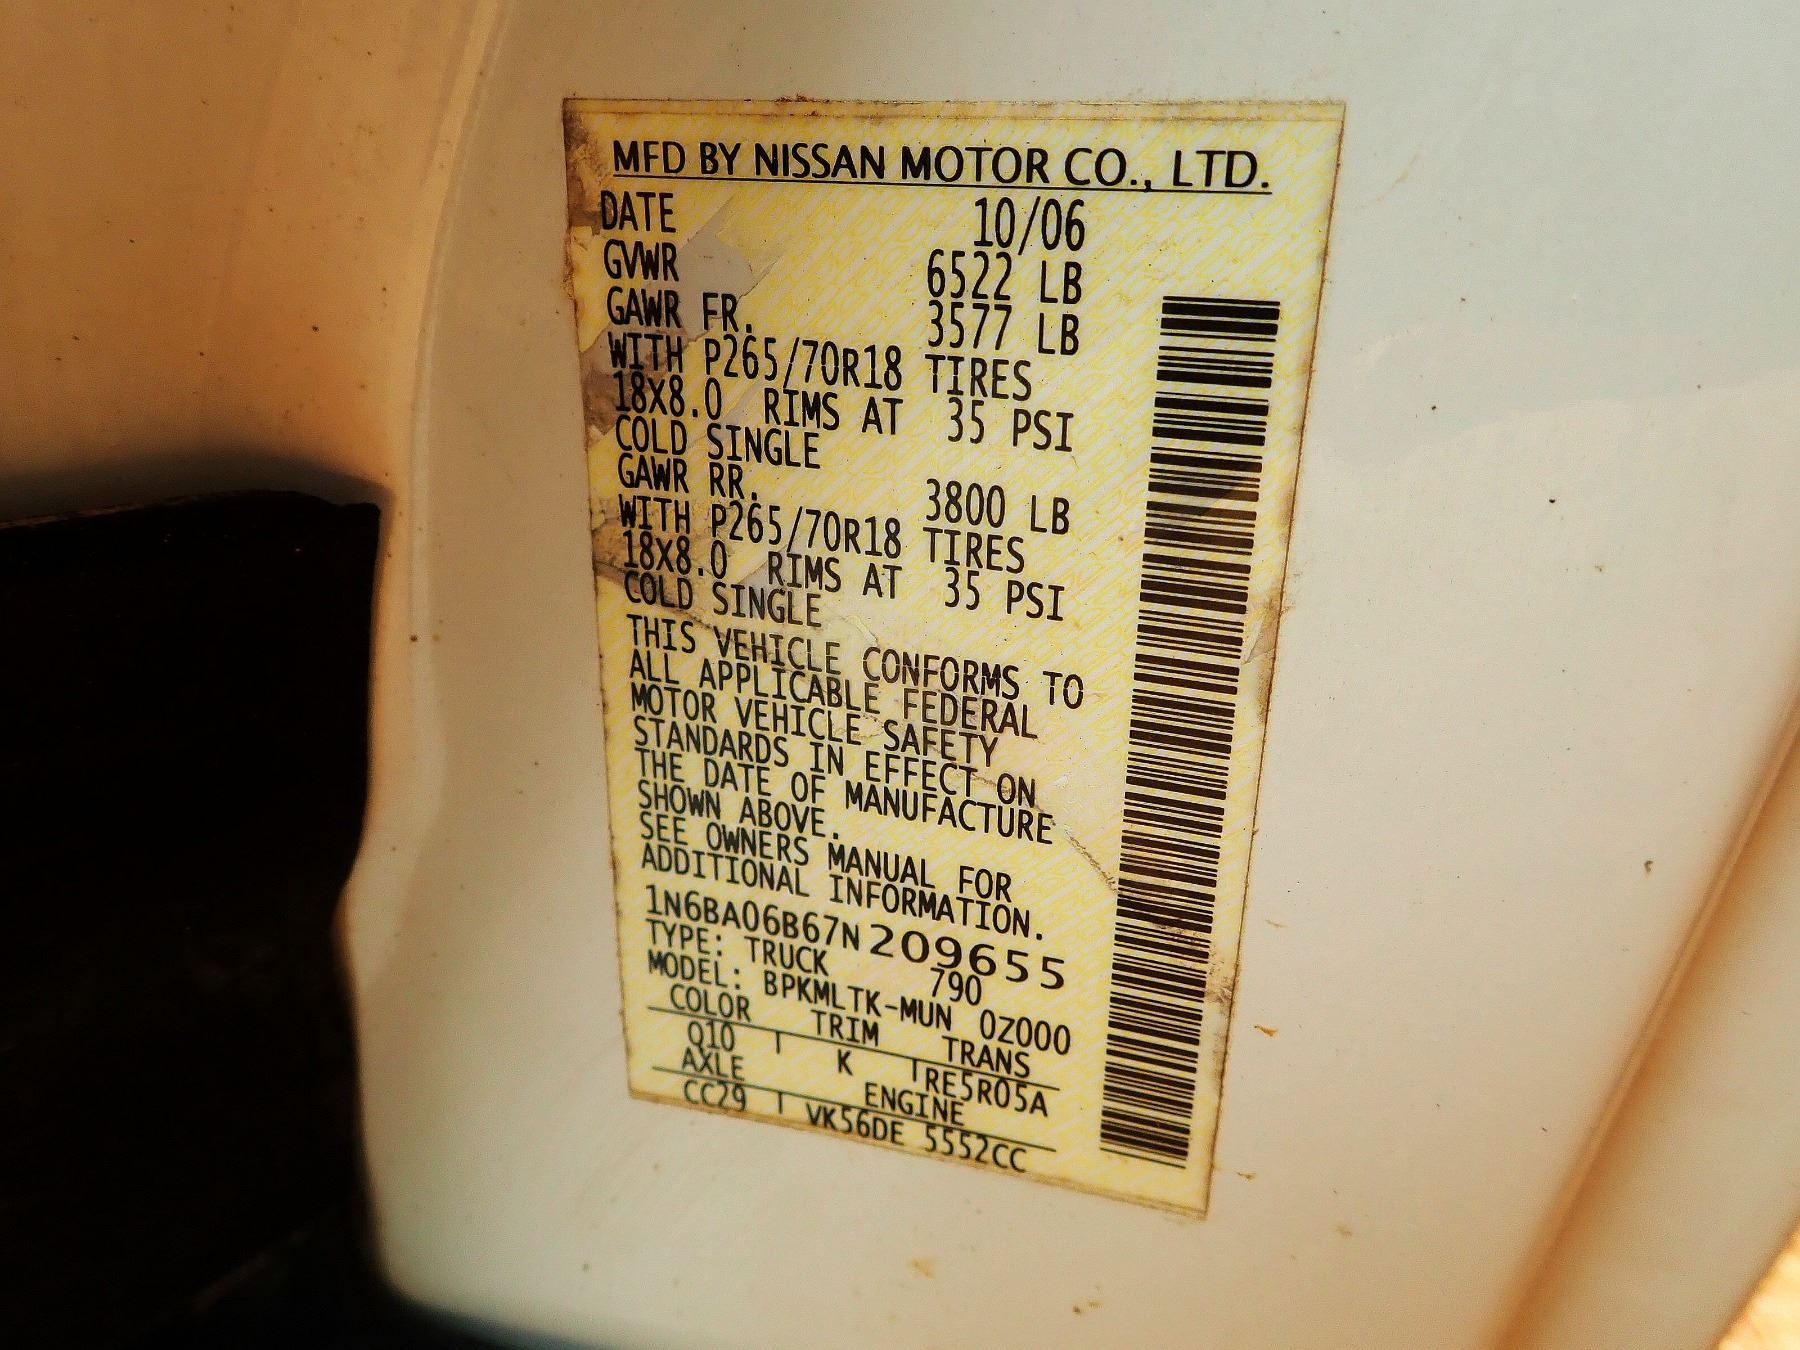 MFD BY NISSAN MOTOR CO., LTD.
DATE 10/06
GVWR 6522 LB
GAWR FR. 3577 LB
WITH P265/70R18 TIRES
18X8.0 RIMS AT 35 PSI
COLD SINGLE
GAWR RR. 3800 LB
WITH P265/70R18 TIRES
18X8.0 RIMS AT 35 PSI
COLD SINGLE
THIS VEHICLE CONFORMS TO
ALL APPLICABLE FEDERAL
MOTOR VEHICLE SAFETY
STANDARDS IN EFFECT ON
THE DATE OF MANUFACTURE
SHOWN ABOVE.
SEE OWNERS MANUAL FOR
ADDITIONAL INFORMATION.
1N6BA06B67N209655
TYPE: TRUCK 790
MODEL: BPKMLTK-MUN 0Z000
COLOR TRIM TRANS
Q10 K RE5R05A
AXLE ENGINE
CC29 VK56DE 5552CC